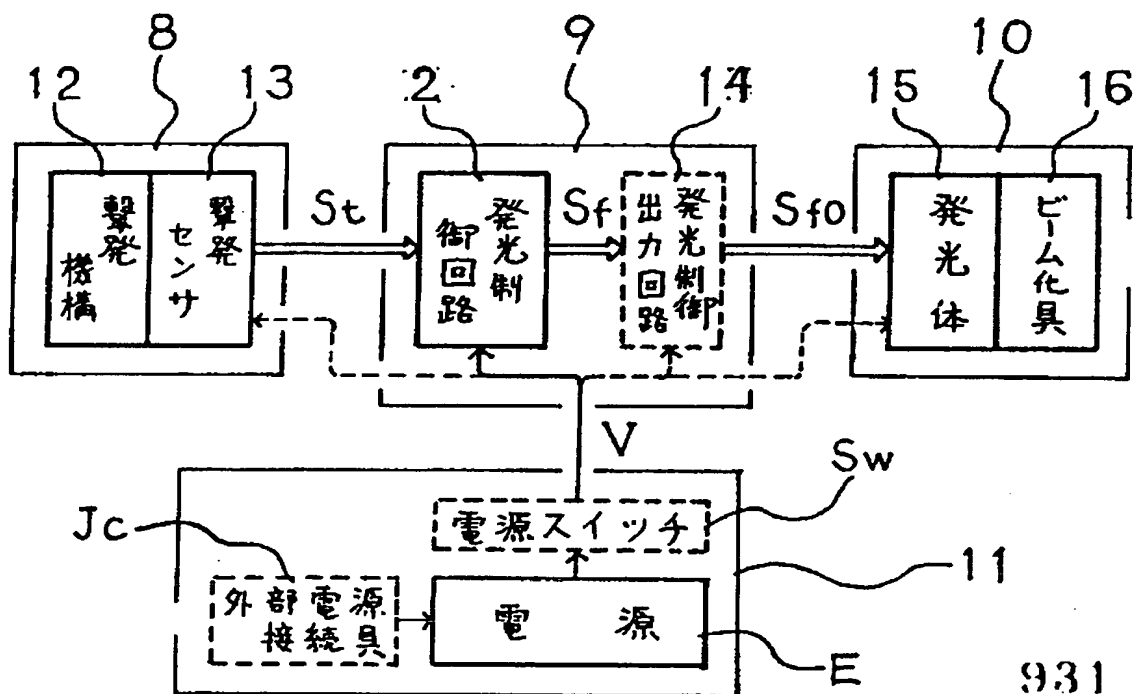 8
9
10
12
13
2
14
15
16
撃発
機構
撃発
センサ
St
発光制
御回路
Sf
発光制御
出力回路
Sf0
発光体
ビーム化具
V
Sw
電源スイッチ
Jc
外部電源
接続具
電源
11
E
931